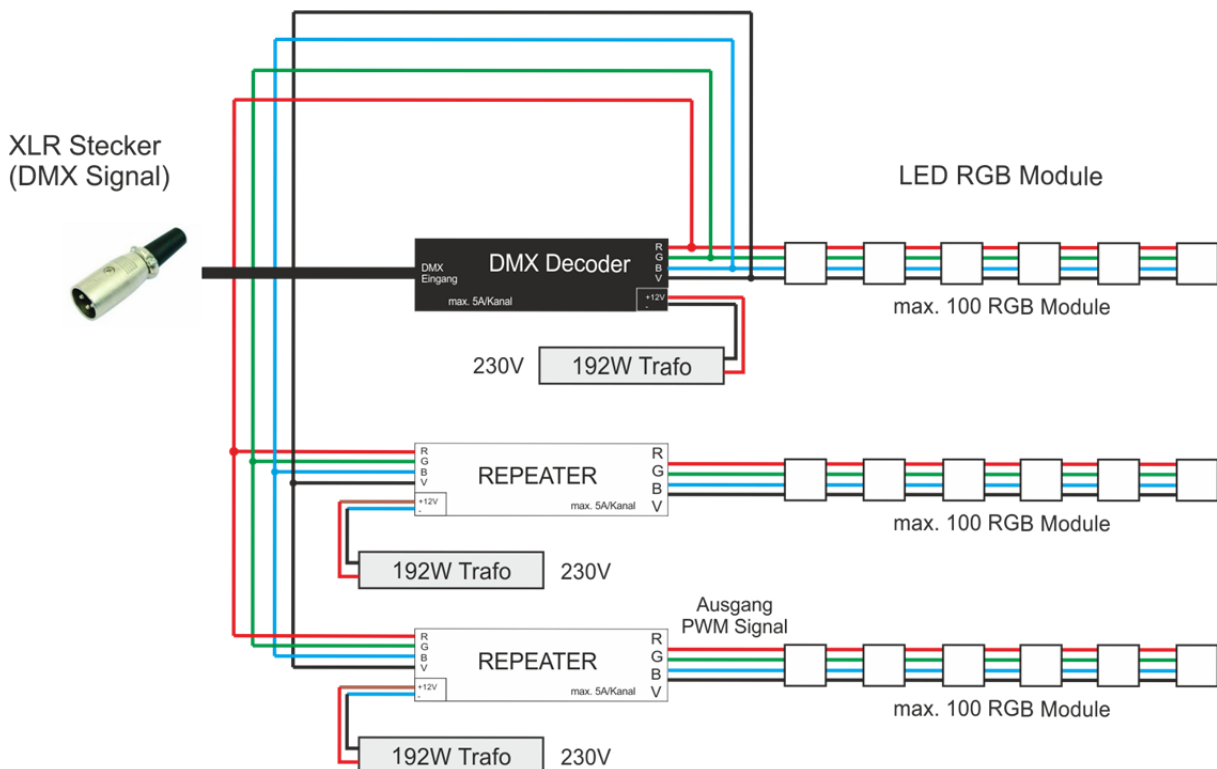 XLR Stecker
(DMX Signal)
LED RGB Module
DMX
Eingang
DMX Decoder
max. 5A/Kanal
R
G
B
V
+12V
-
max. 100 RGB Module
230V
192W Trafo
R
G
B
V
+12V
-
REPEATER
max. 5A/Kanal
R
G
B
V
max. 100 RGB Module
192W Trafo
230V
Ausgang
PWM Signal
R
G
B
V
+12V
-
REPEATER
max. 5A/Kanal
R
G
B
V
max. 100 RGB Module
192W Trafo
230V